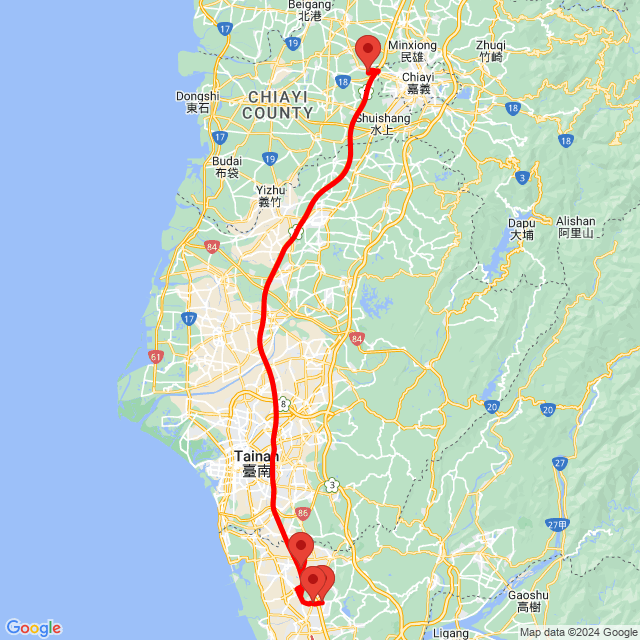 Beigang
北港
19
Minxiong
民雄
Zhuqi
竹崎
18
Chiayi
嘉義
Dongshi
東石
CHIAYI
COUNTY
17
Shuishang
水上
18
18
Budai
布袋
19
3
Yizhu
義竹
Dapu
大埔
Alishan
阿里山
84
17
84
61
8
20
20
Tainan
臺南
27
3
86
27甲
Gaoshu
高樹
Ligang
Google
Map data ©2024 Google